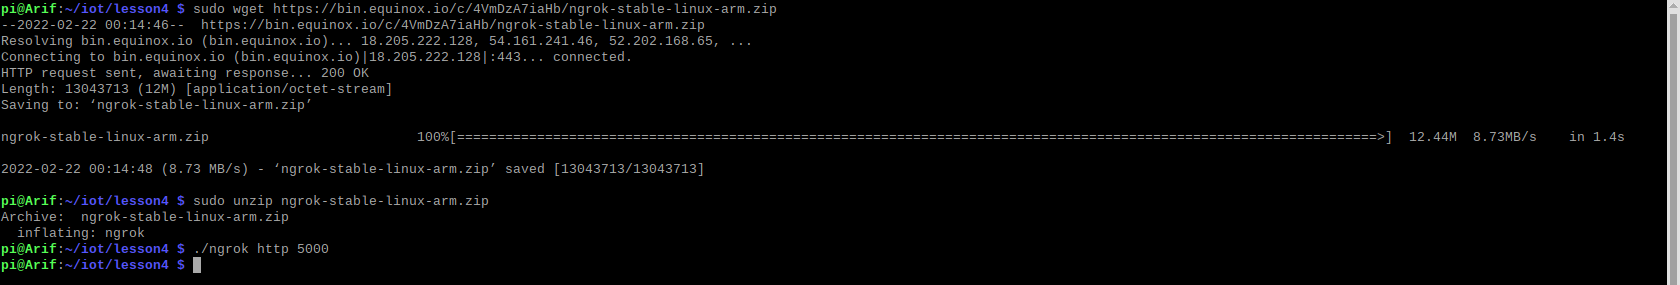 pi@Arif:~/iot/lesson4 $ sudo wget https://bin.equinox.io/c/4VmDzA7iaHb/ngrok-stable-linux-arm.zip
--2022-02-22 00:14:46--  https://bin.equinox.io/c/4VmDzA7iaHb/ngrok-stable-linux-arm.zip
Resolving bin.equinox.io (bin.equinox.io)... 18.205.222.128, 54.161.241.46, 52.202.168.65, ...
Connecting to bin.equinox.io (bin.equinox.io)|18.205.222.128|:443... connected.
HTTP request sent, awaiting response... 200 OK
Length: 13043713 (12M) [application/octet-stream]
Saving to: ‘ngrok-stable-linux-arm.zip’
ngrok-stable-linux-arm.zip                          100%[===================================================================================================================>]  12.44M  8.73MB/s    in 1.4s
2022-02-22 00:14:48 (8.73 MB/s) - ‘ngrok-stable-linux-arm.zip’ saved [13043713/13043713]
pi@Arif:~/iot/lesson4 $ sudo unzip ngrok-stable-linux-arm.zip
Archive:  ngrok-stable-linux-arm.zip
  inflating: ngrok
pi@Arif:~/iot/lesson4 $ ./ngrok http 5000
pi@Arif:~/iot/lesson4 $